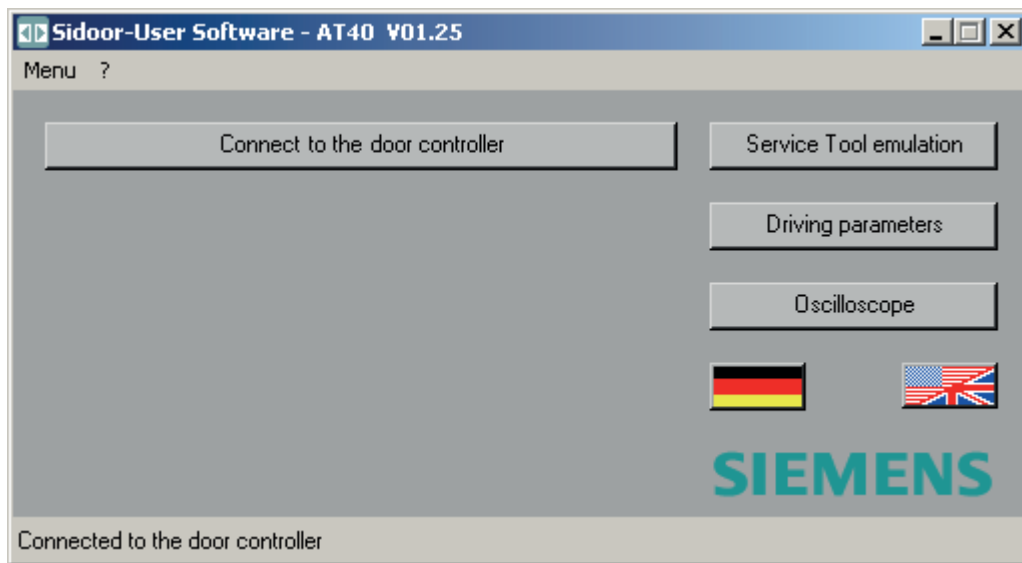 Sidoor-User Software - AT40 V01.25
Menu ?
Connect to the door controller
Service Tool emulation
Driving parameters
Oscilloscope
SIEMENS
Connected to the door controller